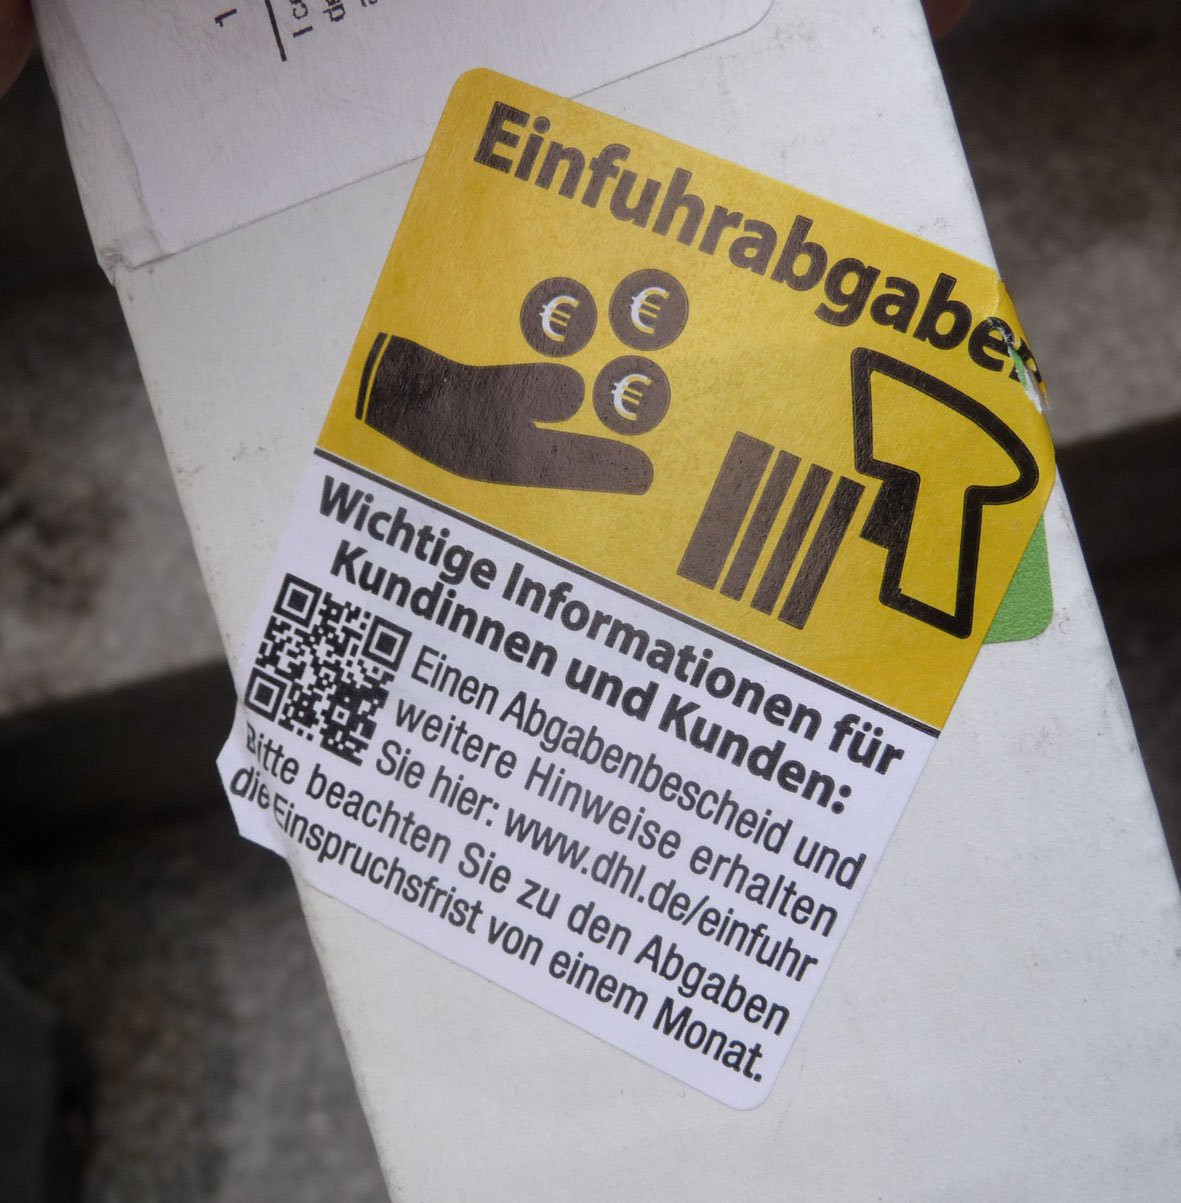 1
Einfuhrabgaben
€
€
€
Wichtige Informationen für
Kundinnen und Kunden:
Einen Abgabenbescheid und
weitere Hinweise erhalten
Sie hier: www.dhl.de/einfuhr
Bitte beachten Sie zu den Abgaben
die Einspruchsfrist von einem Monat.